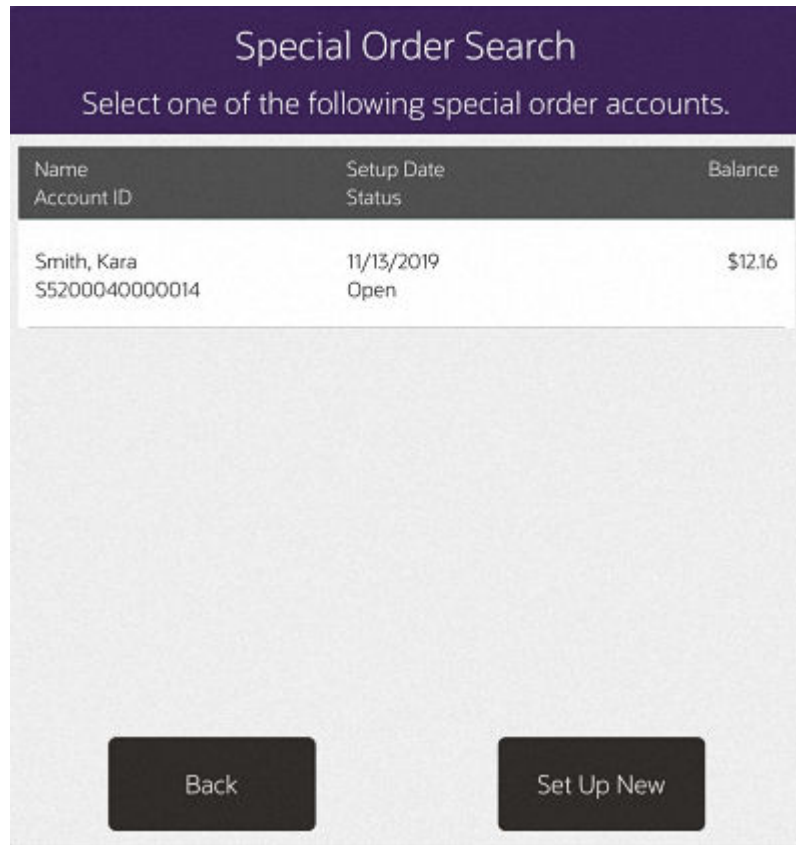 Special Order Search
Select one of the following special order accounts.
Name Setup Date Balance
Account ID Status
Smith, Kara 11/13/2019 $12.16
S5200040000014 Open
Back Set Up New